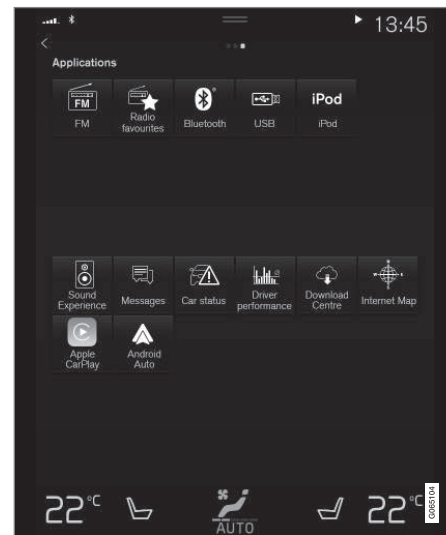 13:45
Applications
FM
iPod
FM
Radio
favourites
Bluetooth
USB
iPod
Sound
Experience
Messages
Car status
Driver
performance
Download
Centre
Internet Map
Apple
CarPlay
Android
Auto
22°C
AUTO
22°C
G065104